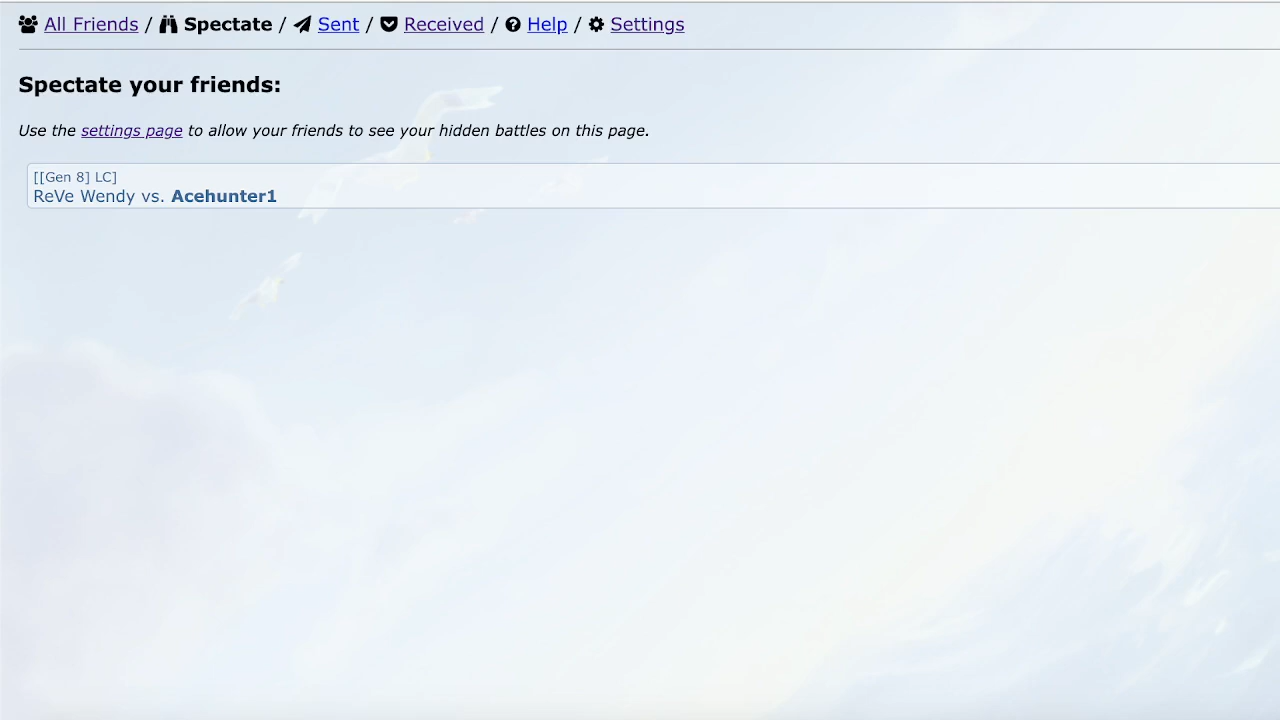 All Friends / Spectate / Sent / Received / Help / Settings
Spectate your friends:
Use the settings page to allow your friends to see your hidden battles on this page.
[[Gen 8] LC]
ReVe Wendy vs. Acehunter1